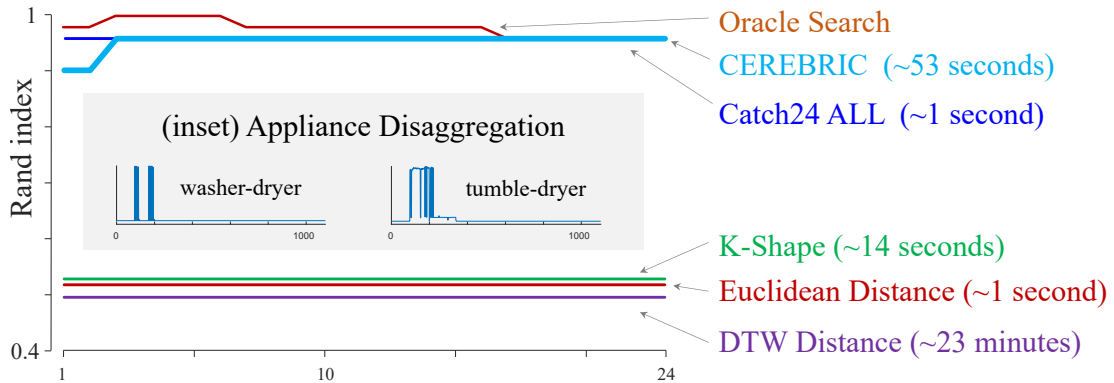 1
Rand index
0.4
1
10
24
(inset) Appliance Disaggregation
washer-dryer
tumble-dryer
0
1000
0
1000
Oracle Search
CEREBRIC (~53 seconds)
Catch24 ALL (~1 second)
K-Shape (~14 seconds)
Euclidean Distance (~1 second)
DTW Distance (~23 minutes)